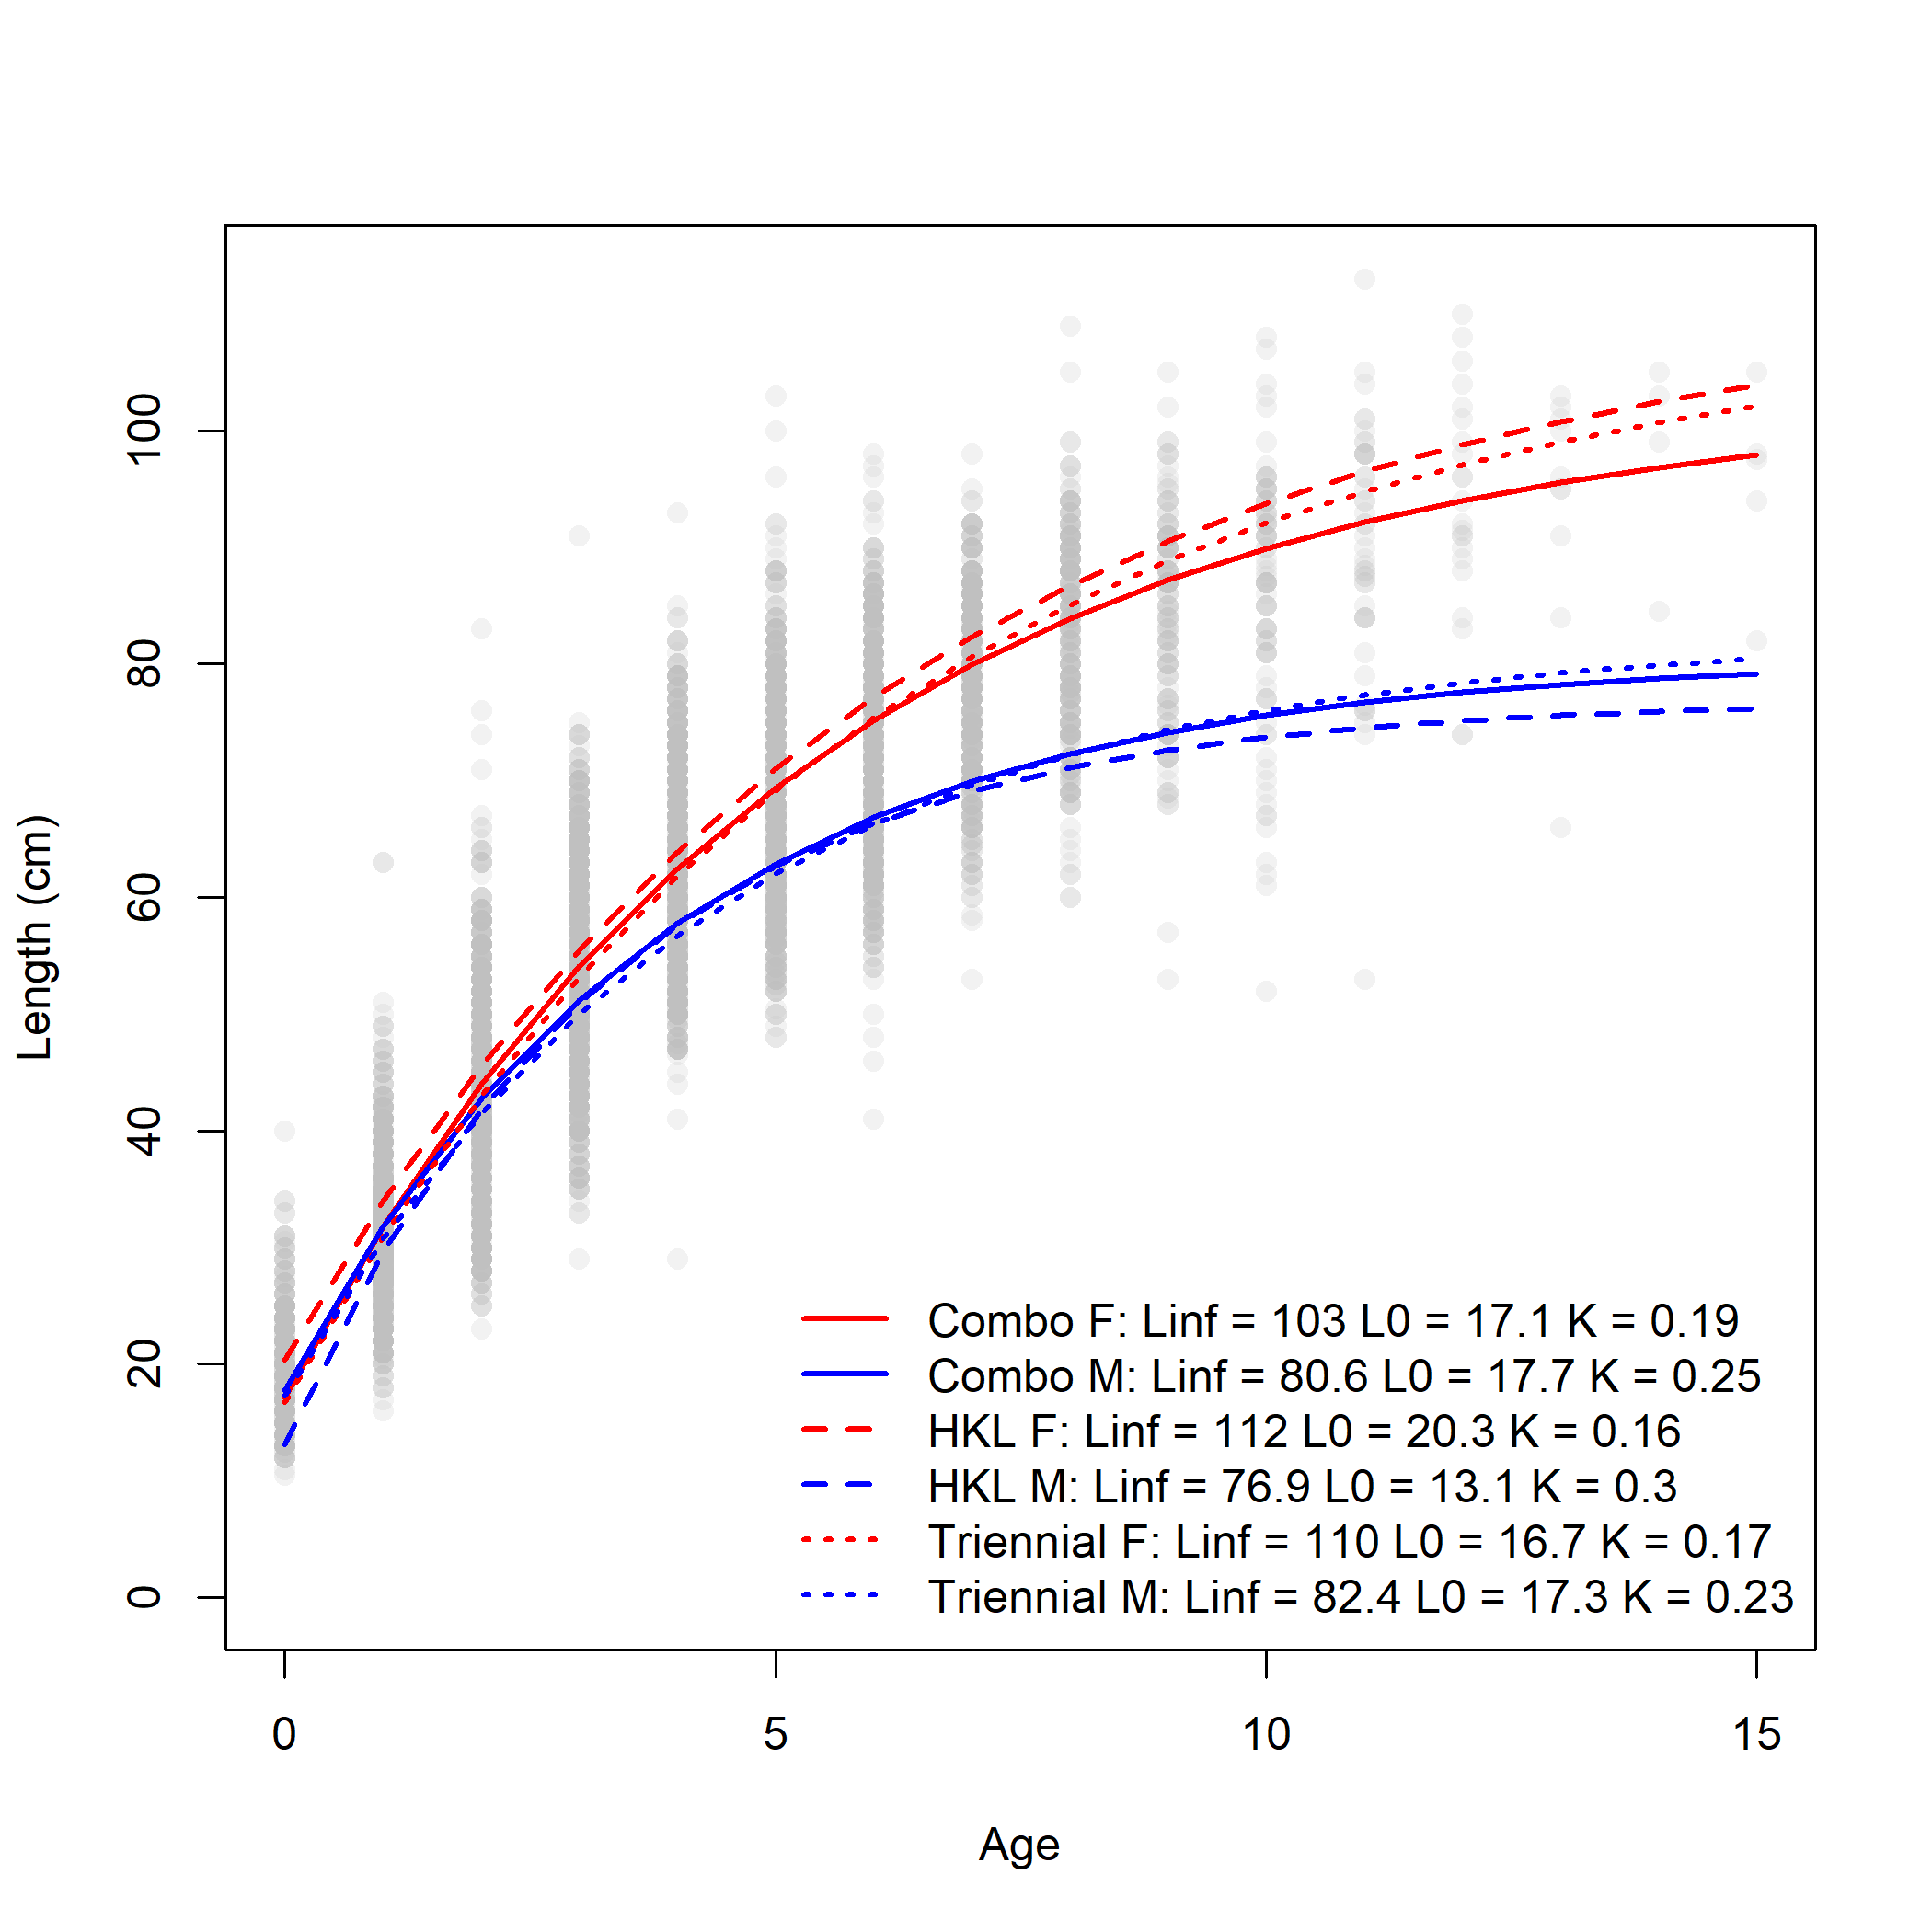 Length (cm)
100
80
60
40
20
0
Combo F: Linf = 103 L0 = 17.1 K = 0.19
Combo M: Linf = 80.6 L0 = 17.7 K = 0.25
HKL F: Linf = 112 L0 = 20.3 K = 0.16
HKL M: Linf = 76.9 L0 = 13.1 K = 0.3
Triennial F: Linf = 110 L0 = 16.7 K = 0.17
Triennial M: Linf = 82.4 L0 = 17.3 K = 0.23
0 5 10 15
Age